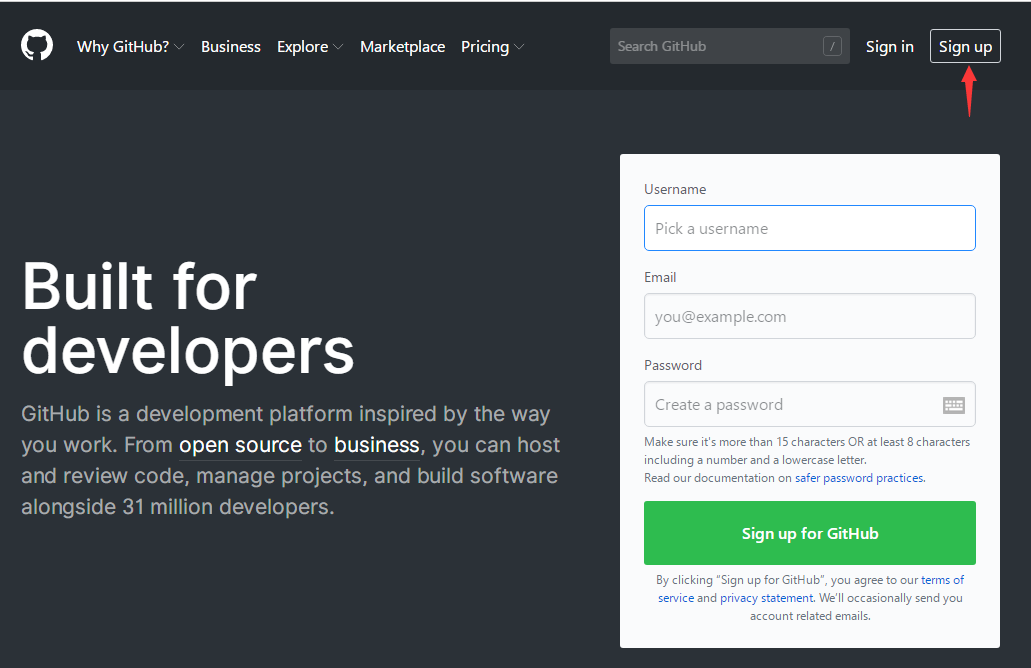 Why GitHub? Business Explore Marketplace Pricing Search GitHub / Sign in Sign up
Built for
developers
GitHub is a development platform inspired by the way
you work. From open source to business, you can host
and review code, manage projects, and build software
alongside 31 million developers.
Username
Pick a username
Email
you@example.com
Password
Create a password
Make sure it's more than 15 characters OR at least 8 characters
including a number and a lowercase letter.
Read our documentation on safer password practices.
Sign up for GitHub
By clicking “Sign up for GitHub”, you agree to our terms of
service and privacy statement. We’ll occasionally send you
account related emails.